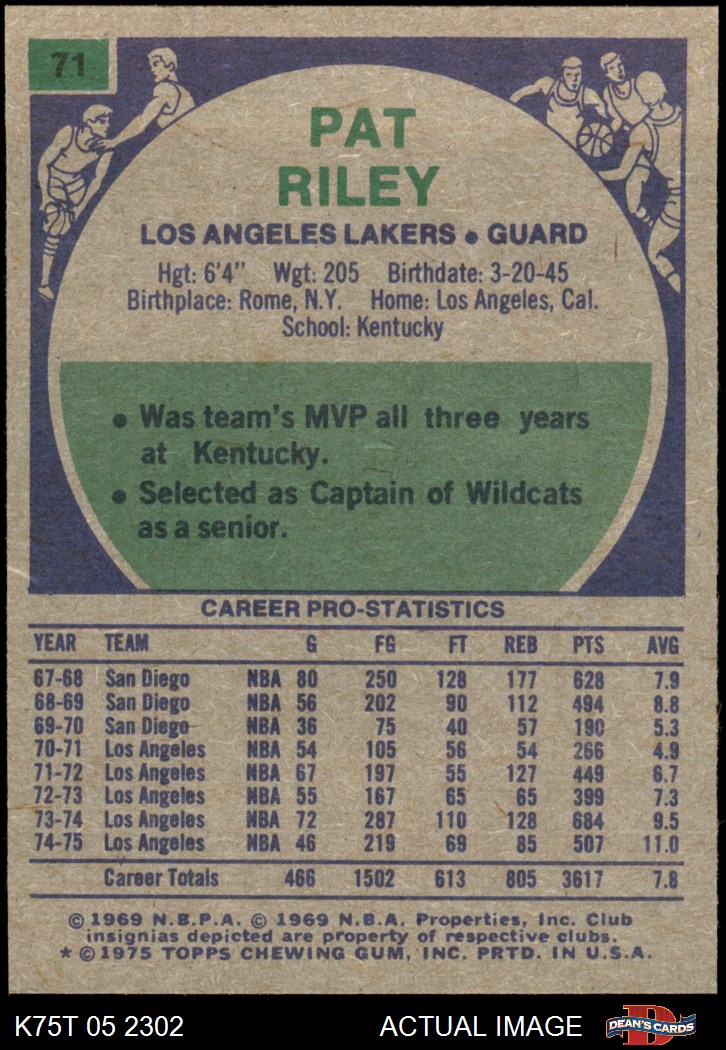 71
PAT
RILEY
LOS ANGELES LAKERS • GUARD
Hgt: 6'4" Wgt: 205 Birthdate: 3-20-45
Birthplace: Rome, N.Y. Home: Los Angeles, Cal.
School: Kentucky
• Was team's MVP all three years
at Kentucky.
• Selected as Captain of Wildcats
as a senior.
CAREER PRO-STATISTICS
YEAR TEAM G FG FT REB PTS AVG
67-68 San Diego NBA 80 250 128 177 628 7.9
68-69 San Diego NBA 56 202 90 112 494 8.8
69-70 San Diego NBA 36 75 40 57 190 5.3
70-71 Los Angeles NBA 54 105 56 54 266 4.9
71-72 Los Angeles NBA 67 197 55 127 449 6.7
72-73 Los Angeles NBA 55 167 65 65 399 7.3
73-74 Los Angeles NBA 72 287 110 128 684 9.5
74-75 Los Angeles NBA 46 219 69 85 507 11.0
Career Totals 466 1502 613 805 3617 7.8
© 1969 N.B.P.A. © 1969 N.B.A. Properties, Inc. Club
insignias depicted are property of respective clubs.
* © 1975 TOPPS CHEWING GUM, INC. PRTD. IN U.S.A.
K75T 05 2302 ACTUAL IMAGE D DEAN'S CARDS